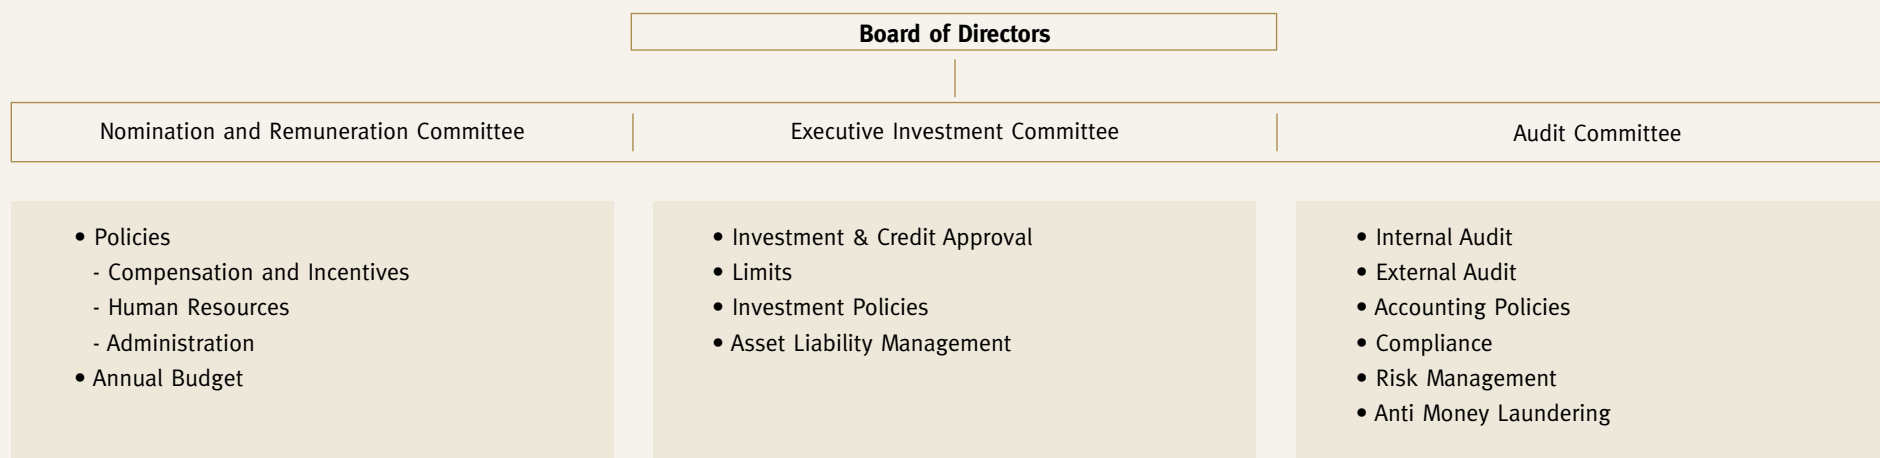 Board of Directors
Nomination and Remuneration Committee
Executive Investment Committee
Audit Committee
• Policies
- Compensation and Incentives
- Human Resources
- Administration
• Annual Budget
• Investment & Credit Approval
• Limits
• Investment Policies
• Asset Liability Management
• Internal Audit
• External Audit
• Accounting Policies
• Compliance
• Risk Management
• Anti Money Laundering